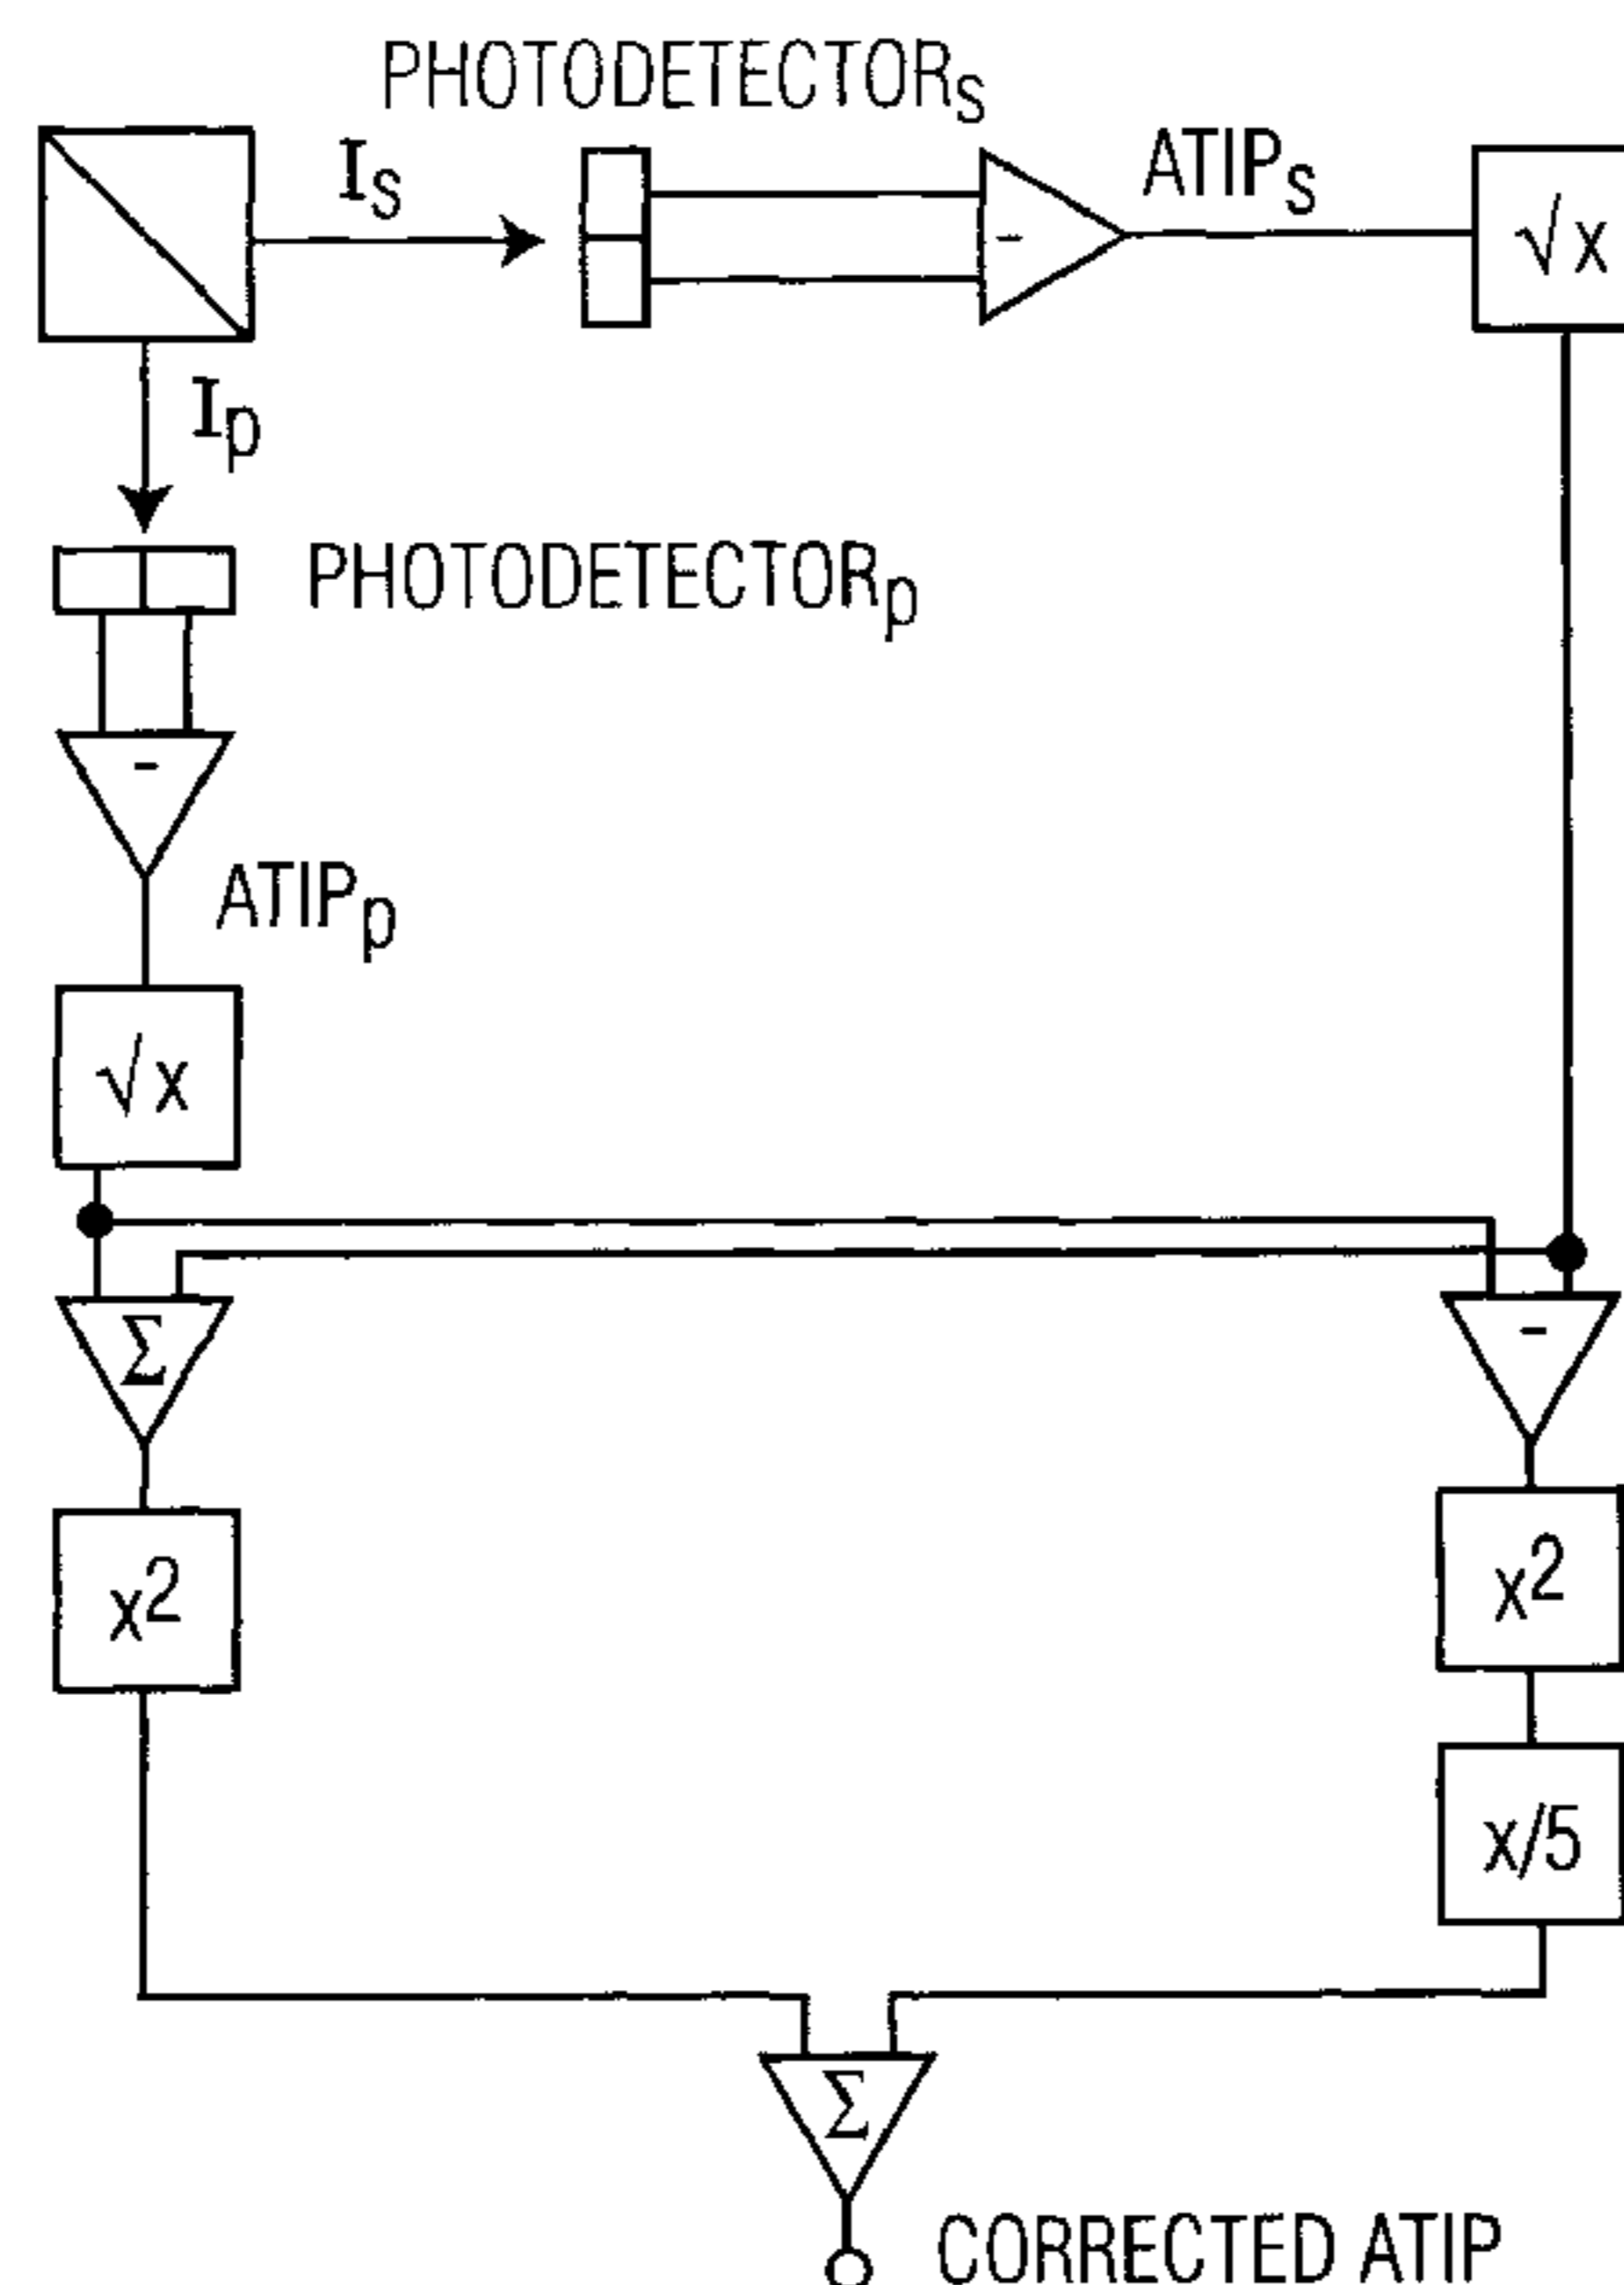 PHOTODETECTORs
Is
ATIPs
√x
Ip
PHOTODETECTORp
-
-
ATIPp
√x
Σ
-
x²
x²
x/5
Σ
CORRECTED ATIP